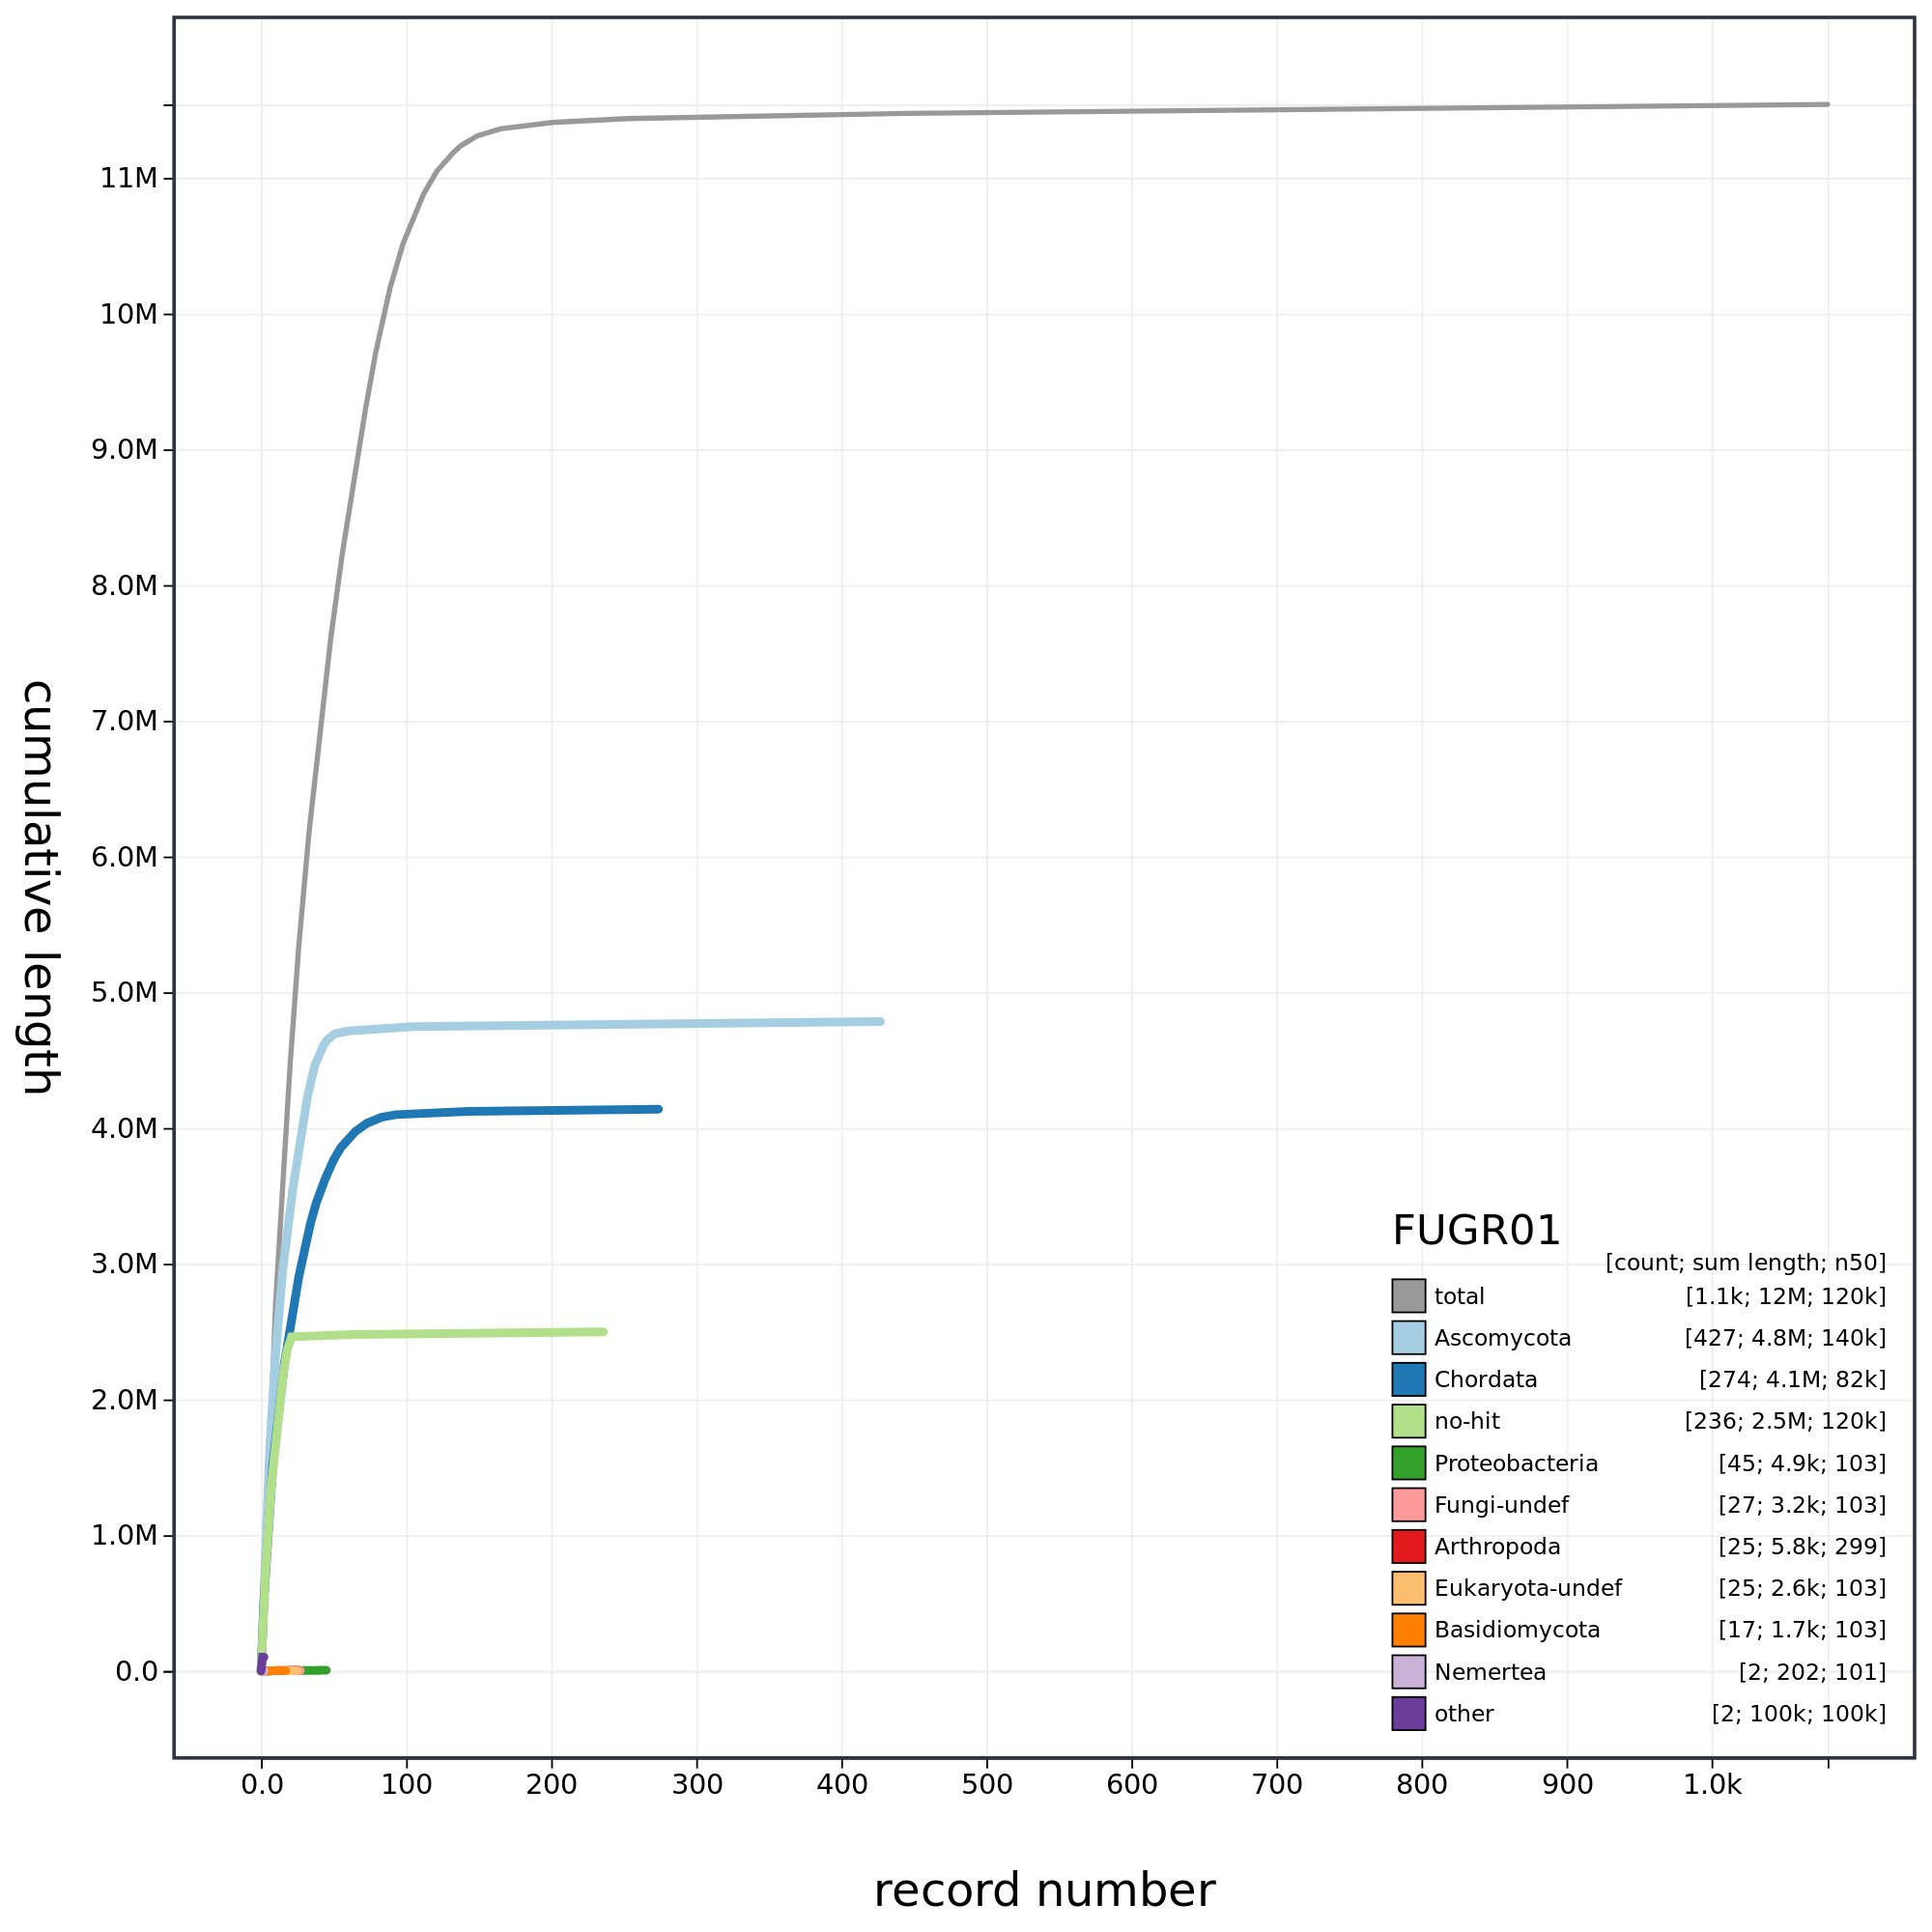 11M
10M
9.0M
8.0M
7.0M
6.0M
5.0M
4.0M
3.0M
2.0M
1.0M
0.0
cumulative length
FUGR01
[count; sum length; n50]
total [1.1k; 12M; 120k]
Ascomycota [427; 4.8M; 140k]
Chordata [274; 4.1M; 82k]
no-hit [236; 2.5M; 120k]
Proteobacteria [45; 4.9k; 103]
Fungi-undef [27; 3.2k; 103]
Arthropoda [25; 5.8k; 299]
Eukaryota-undef [25; 2.6k; 103]
Basidiomycota [17; 1.7k; 103]
Nemertea [2; 202; 101]
other [2; 100k; 100k]
0.0 100 200 300 400 500 600 700 800 900 1.0k
record number